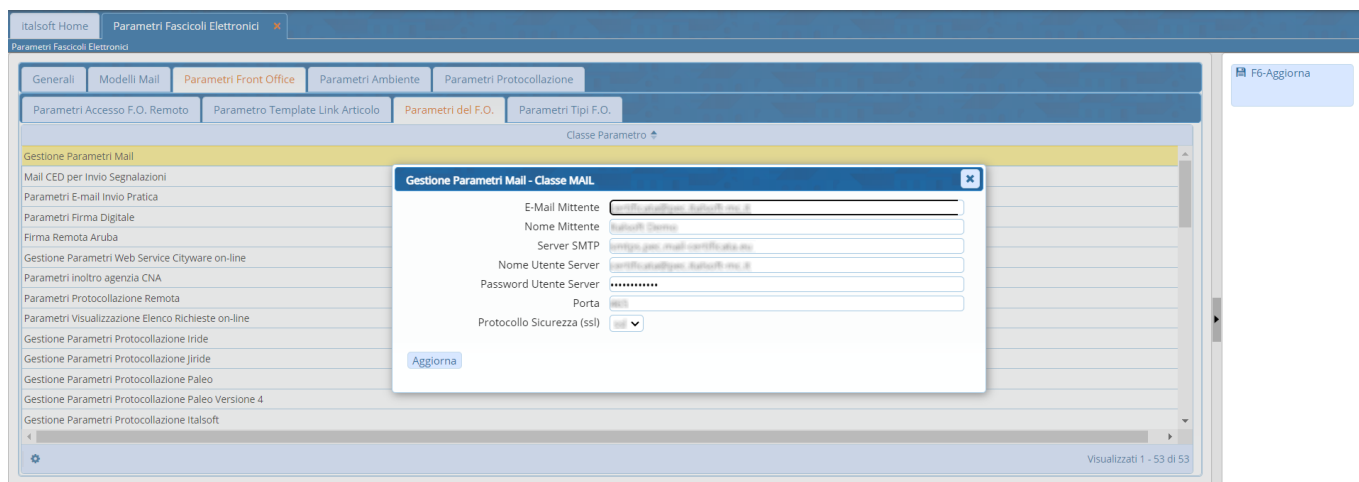 italsoft Home Parametri Fascicoli Elettronici ×
Parametri Fascicoli Elettronici
Generali Modelli Mail Parametri Front Office Parametri Ambiente Parametri Protocollazione
F6-Aggiorna
Parametri Accesso F.O. Remoto Parametro Template Link Articolo Parametri del F.O. Parametri Tipi F.O.
Classe Parametro
Gestione Parametri Mail
Mail CED per Invio Segnalazioni
Parametri E-mail Invio Pratica
Parametri Firma Digitale
Firma Remota Aruba
Gestione Parametri Web Service Cityware on-line
Parametri inoltro agenzia CNA
Parametri Protocollazione Remota
Parametri Visualizzazione Elenco Richieste on-line
Gestione Parametri Protocollazione Iride
Gestione Parametri Protocollazione Jiride
Gestione Parametri Protocollazione Paleo
Gestione Parametri Protocollazione Paleo Versione 4
Gestione Parametri Protocollazione Italsoft
Gestione Parametri Mail - Classe MAIL
E-Mail Mittente
Nome Mittente
Server SMTP
Nome Utente Server
Password Utente Server ••••••••••••
Porta
Protocollo Sicurezza (ssl)
Aggiorna
Visualizzati 1 - 53 di 53